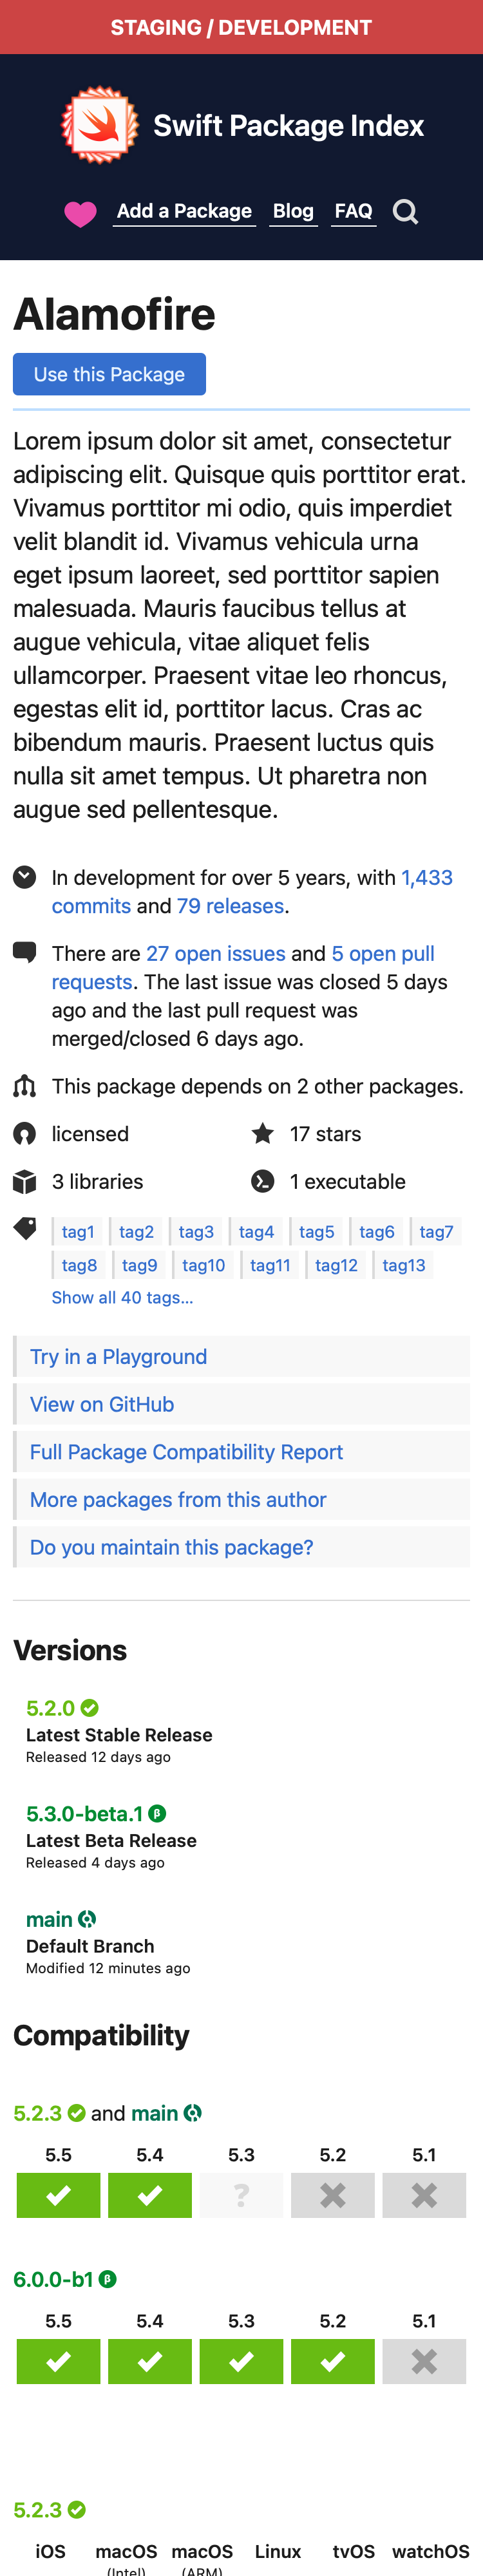 STAGING / DEVELOPMENT
Swift Package Index
Add a Package Blog FAQ
Alamofire
Use this Package
Lorem ipsum dolor sit amet, consectetur
adipiscing elit. Quisque quis porttitor erat.
Vivamus porttitor mi odio, quis imperdiet
velit blandit id. Vivamus vehicula urna
eget ipsum laoreet, sed porttitor sapien
malesuada. Mauris faucibus tellus at
augue vehicula, vitae aliquet felis
ullamcorper. Praesent vitae leo rhoncus,
egestas elit id, porttitor lacus. Cras ac
bibendum mauris. Praesent luctus quis
nulla sit amet tempus. Ut pharetra non
augue sed pellentesque.
In development for over 5 years, with 1,433
commits and 79 releases.
There are 27 open issues and 5 open pull
requests. The last issue was closed 5 days
ago and the last pull request was
merged/closed 6 days ago.
This package depends on 2 other packages.
licensed 17 stars
3 libraries 1 executable
tag1 tag2 tag3 tag4 tag5 tag6 tag7
tag8 tag9 tag10 tag11 tag12 tag13
Show all 40 tags...
Try in a Playground
View on GitHub
Full Package Compatibility Report
More packages from this author
Do you maintain this package?
Versions
5.2.0
Latest Stable Release
Released 12 days ago
5.3.0-beta.1 β
Latest Beta Release
Released 4 days ago
main
Default Branch
Modified 12 minutes ago
Compatibility
5.2.3 and main
5.5 5.4 5.3 5.2 5.1
?
6.0.0-b1 β
5.5 5.4 5.3 5.2 5.1
5.2.3
iOS macOS macOS Linux tvOS watchOS
(Intel) (ARM)